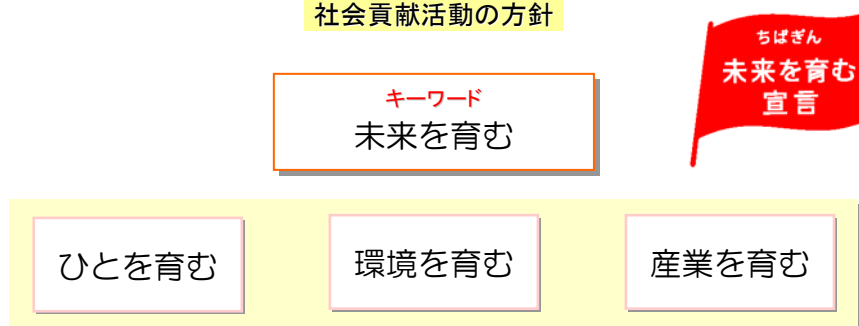 社会貢献活動の方針
ちばぎん
未来を育む
宣言
キーワード
未来を育む
ひとを育む
環境を育む
産業を育む